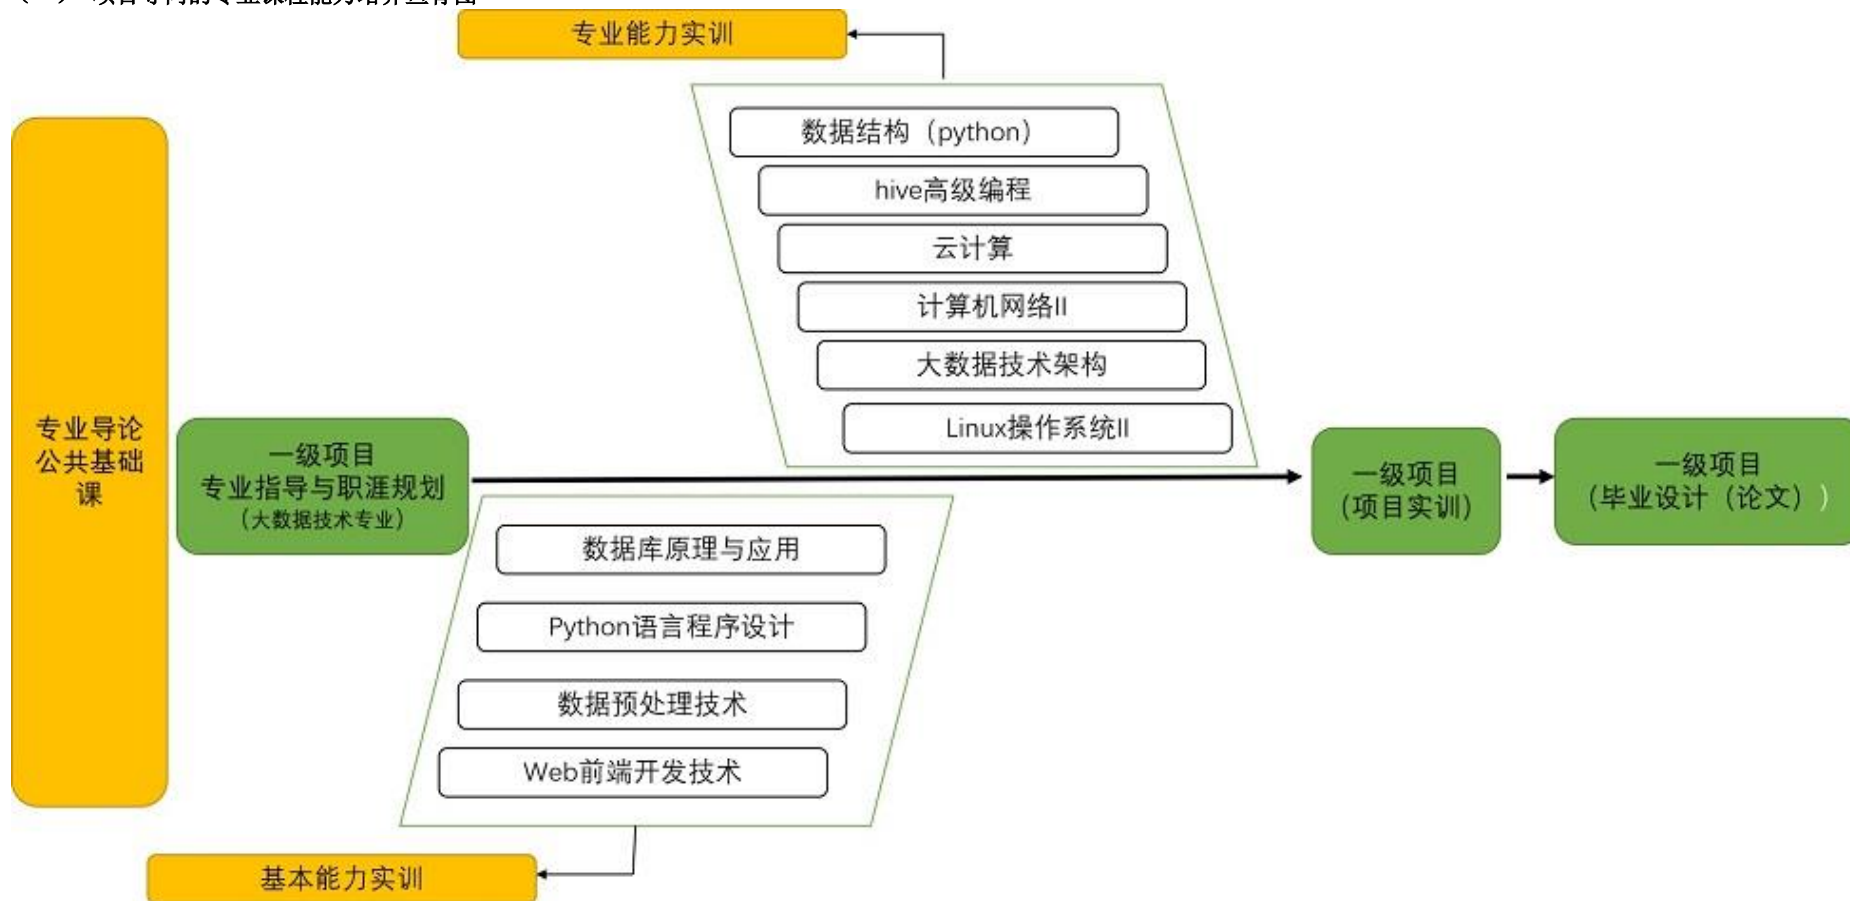 专业能力实训
数据结构（python）
hive高级编程
云计算
计算机网络II
大数据技术架构
Linux操作系统II
专业导论
公共基础
课
一级项目
专业指导与职涯规划
（大数据技术专业）
一级项目
（项目实训）
一级项目
（毕业设计（论文））
数据库原理与应用
Python语言程序设计
数据预处理技术
Web前端开发技术
基本能力实训